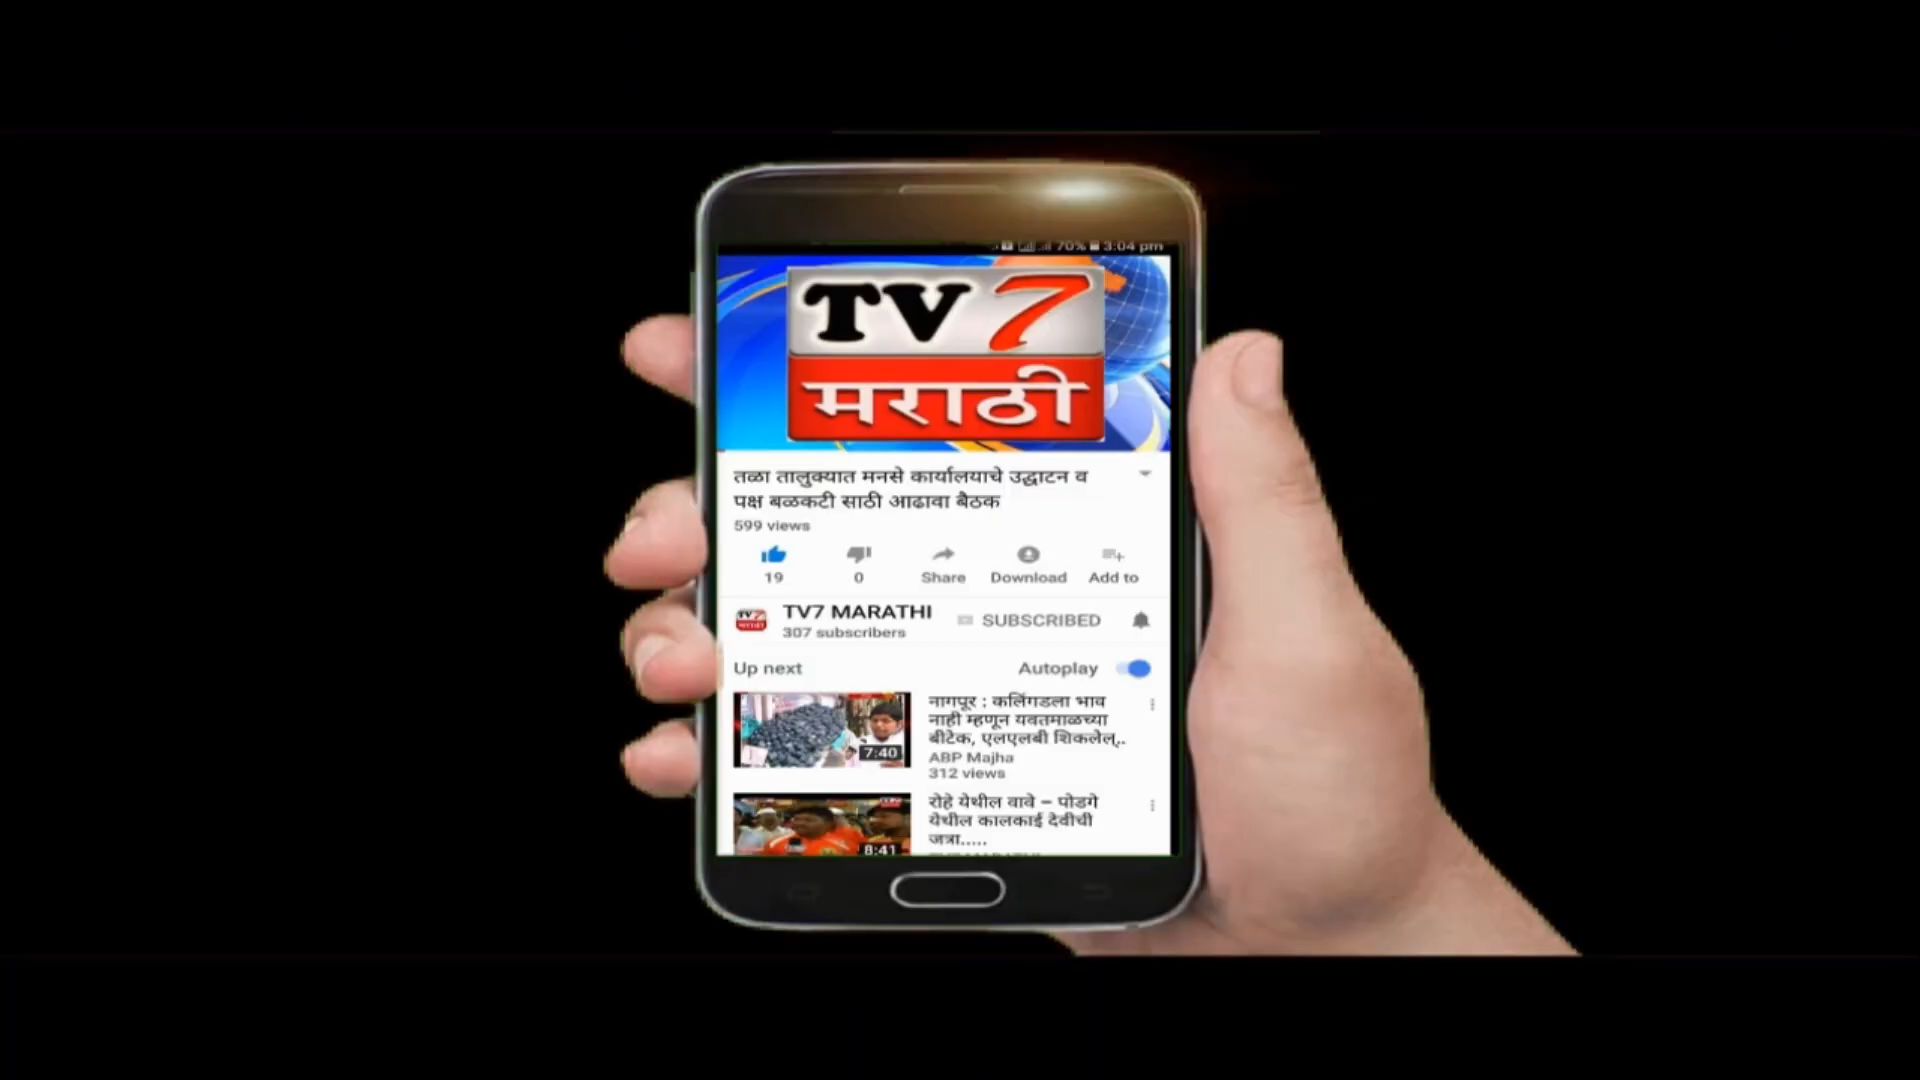 70% 3:04 pm
TV 7
मराठी
तळा तालुक्यात मनसे कार्यालयाचे उद्घाटन व
पक्ष बळकटी साठी आढावा बैठक
599 views
19 0 Share Download Add to
TV7 MARATHI
307 subscribers
SUBSCRIBED
Up next Autoplay
नागपूर : कलिंगडला भाव
नाही म्हणून यवतमाळच्या
बीटेक, एलएलबी शिकलेल्..
ABP Majha
312 views
7:40
रोहे येथील वावे – पोडगे
येथील कालकाई देवीची
जत्रा.....
8:41